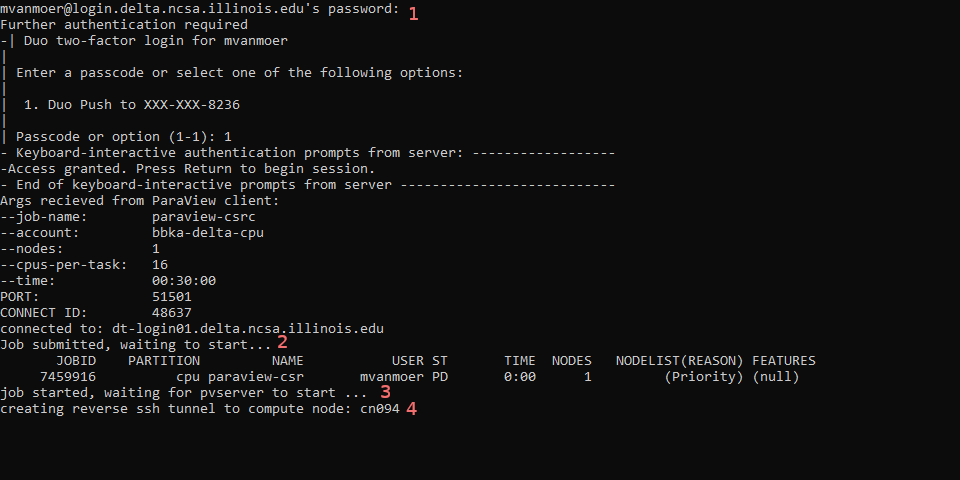 mvanmoer@login.delta.ncsa.illinois.edu's password: 1
Further authentication required
-| Duo two-factor login for mvanmoer
|
| Enter a passcode or select one of the following options:
|
|  1. Duo Push to XXX-XXX-8236
|
| Passcode or option (1-1): 1
- Keyboard-interactive authentication prompts from server: ------------------
-Access granted. Press Return to begin session.
- End of keyboard-interactive prompts from server ---------------------------
Args recieved from ParaView client:
--job-name:        paraview-csrc
--account:         bbka-delta-cpu
--nodes:           1
--cpus-per-task:   16
--time:            00:30:00
PORT:              51501
CONNECT ID:        48637
connected to: dt-login01.delta.ncsa.illinois.edu
Job submitted, waiting to start... 2
       JOBID    PARTITION         NAME           USER ST       TIME  NODES   NODELIST(REASON) FEATURES
     7459916          cpu paraview-csr       mvanmoer PD       0:00      1         (Priority) (null)
job started, waiting for pvserver to start ... 3
creating reverse ssh tunnel to compute node: cn094 4